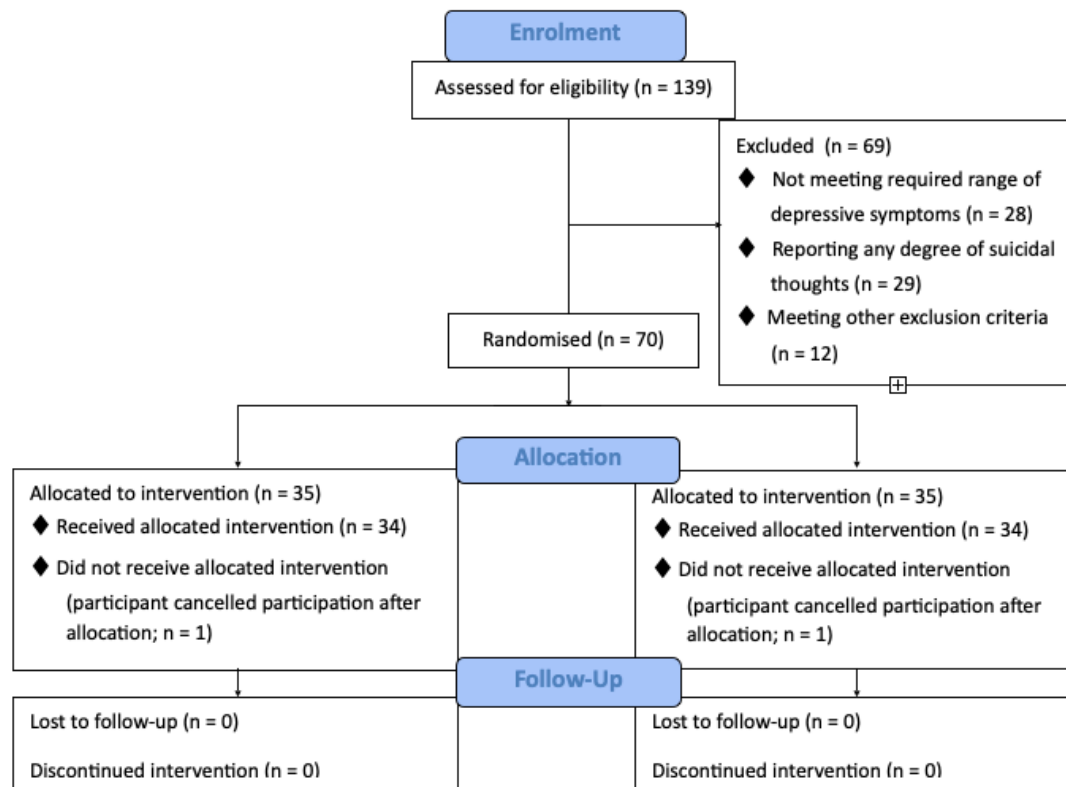 Enrolment
Assessed for eligibility (n = 139)
Excluded (n = 69)
♦ Not meeting required range of
depressive symptoms (n = 28)
♦ Reporting any degree of suicidal
thoughts (n = 29)
♦ Meeting other exclusion criteria
(n = 12)
Randomised (n = 70)
Allocation
Allocated to intervention (n = 35)
♦ Received allocated intervention (n = 34)
♦ Did not receive allocated intervention
(participant cancelled participation after
allocation; n = 1)
Allocated to intervention (n = 35)
♦ Received allocated intervention (n = 34)
♦ Did not receive allocated intervention
(participant cancelled participation after
allocation; n = 1)
Follow-Up
Lost to follow-up (n = 0)
Discontinued intervention (n = 0)
Lost to follow-up (n = 0)
Discontinued intervention (n = 0)